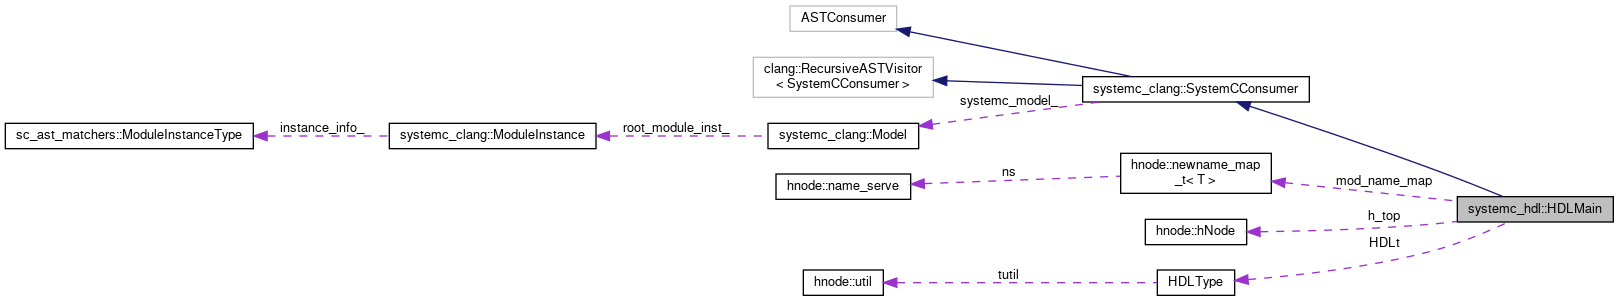 ASTConsumer
clang::RecursiveASTVisitor
< SystemCConsumer >
systemc_clang::SystemCConsumer
systemc_model_
sc_ast_matchers::ModuleInstanceType
instance_info_
systemc_clang::ModuleInstance
root_module_inst_
systemc_clang::Model
hnode::name_serve
ns
hnode::newname_map
_t< T >
mod_name_map
systemc_hdl::HDLMain
hnode::hNode
h_top
HDLt
hnode::util
tutil
HDLType